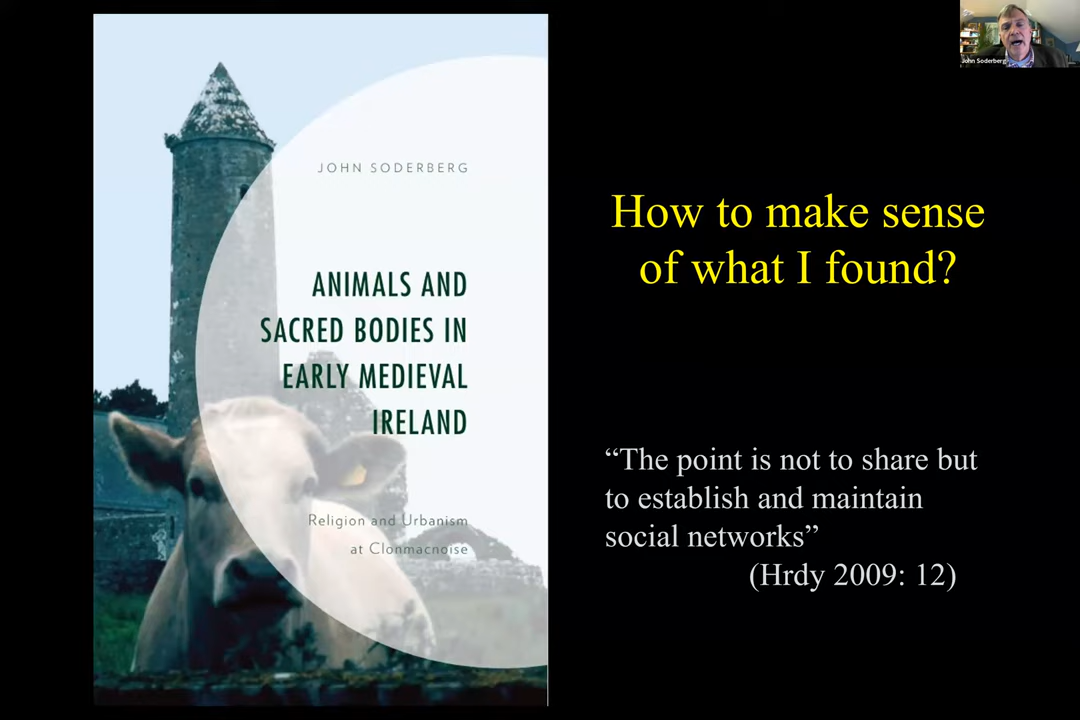 JOHN SODERBERG
ANIMALS AND
SACRED BODIES IN
EARLY MEDIEVAL
IRELAND
Religion and Urbanism
at Clonmacnoise
John Soderberg
How to make sense
of what I found?
“The point is not to share but
to establish and maintain
social networks”
(Hrdy 2009: 12)